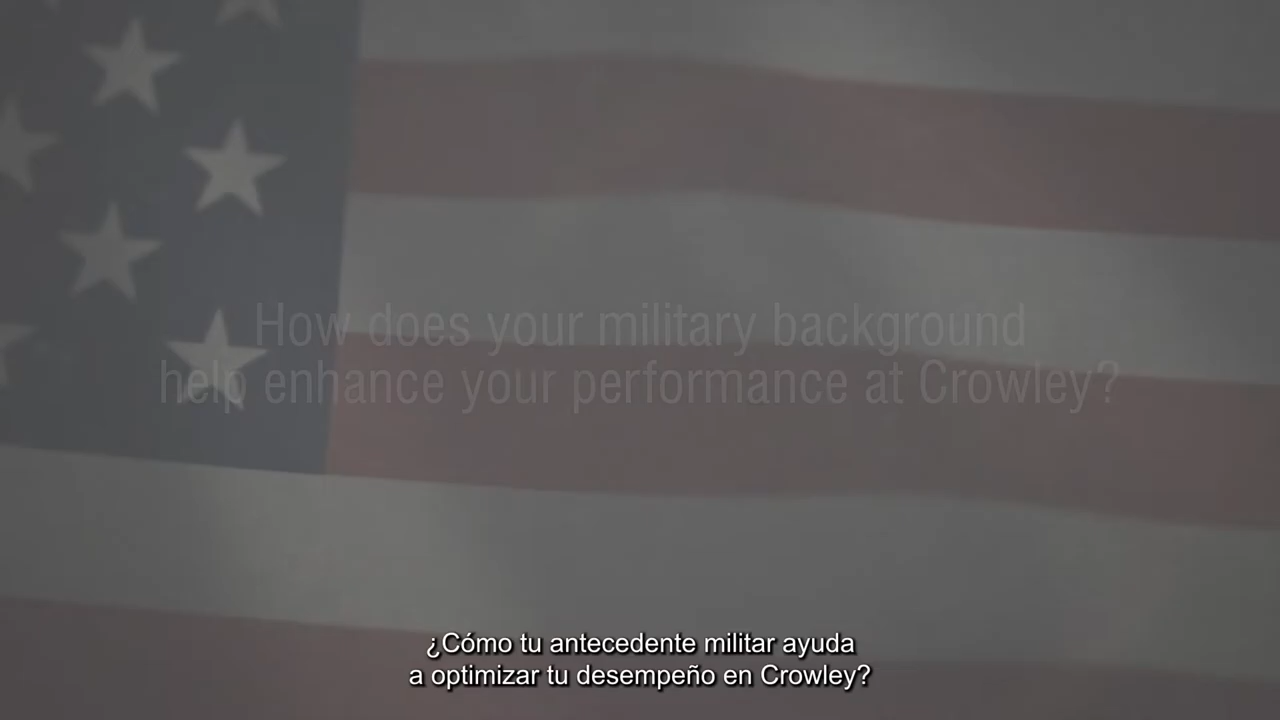 How does your military background
help enhance your performance at Crowley?
¿Cómo tu antecedente militar ayuda
a optimizar tu desempeño en Crowley?